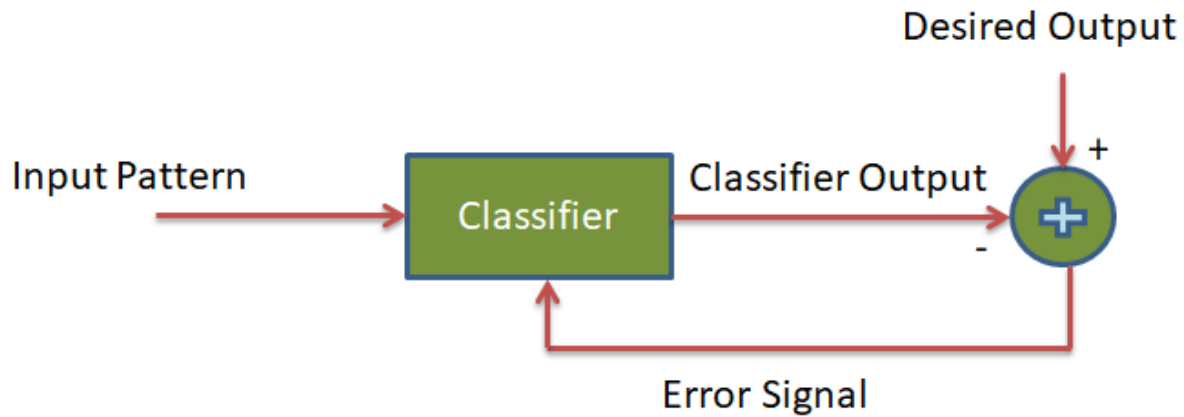 Desired Output
+
Input Pattern
Classifier
Classifier Output
-
Error Signal